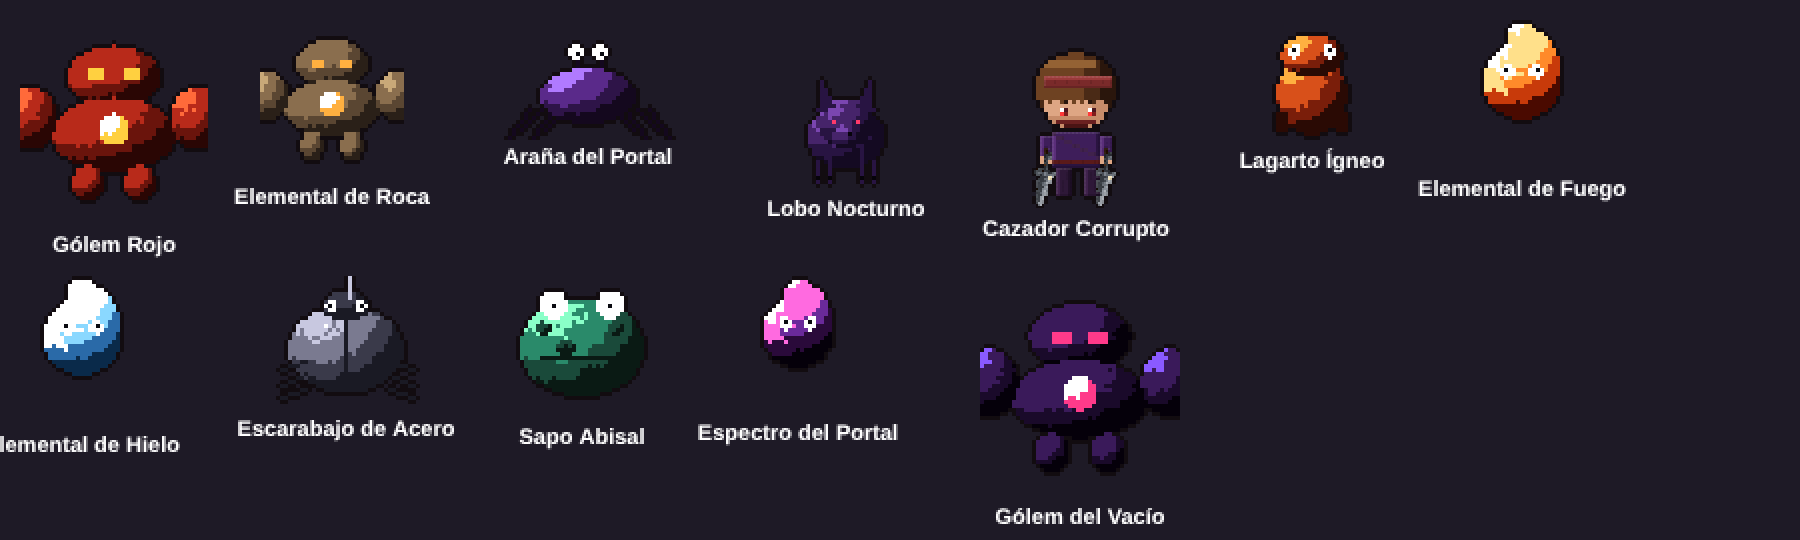 Araña del Portal
Lagarto Ígneo
Elemental de Fuego
Elemental de Roca
Lobo Nocturno
Cazador Corrupto
Gólem Rojo
lemental de Hielo
Escarabajo de Acero
Sapo Abisal
Espectro del Portal
Gólem del Vacío